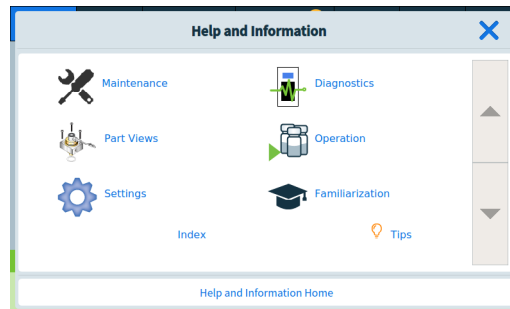 Help and Information
Maintenance
Diagnostics
Part Views
Operation
Settings
Familiarization
Index
Tips
Help and Information Home